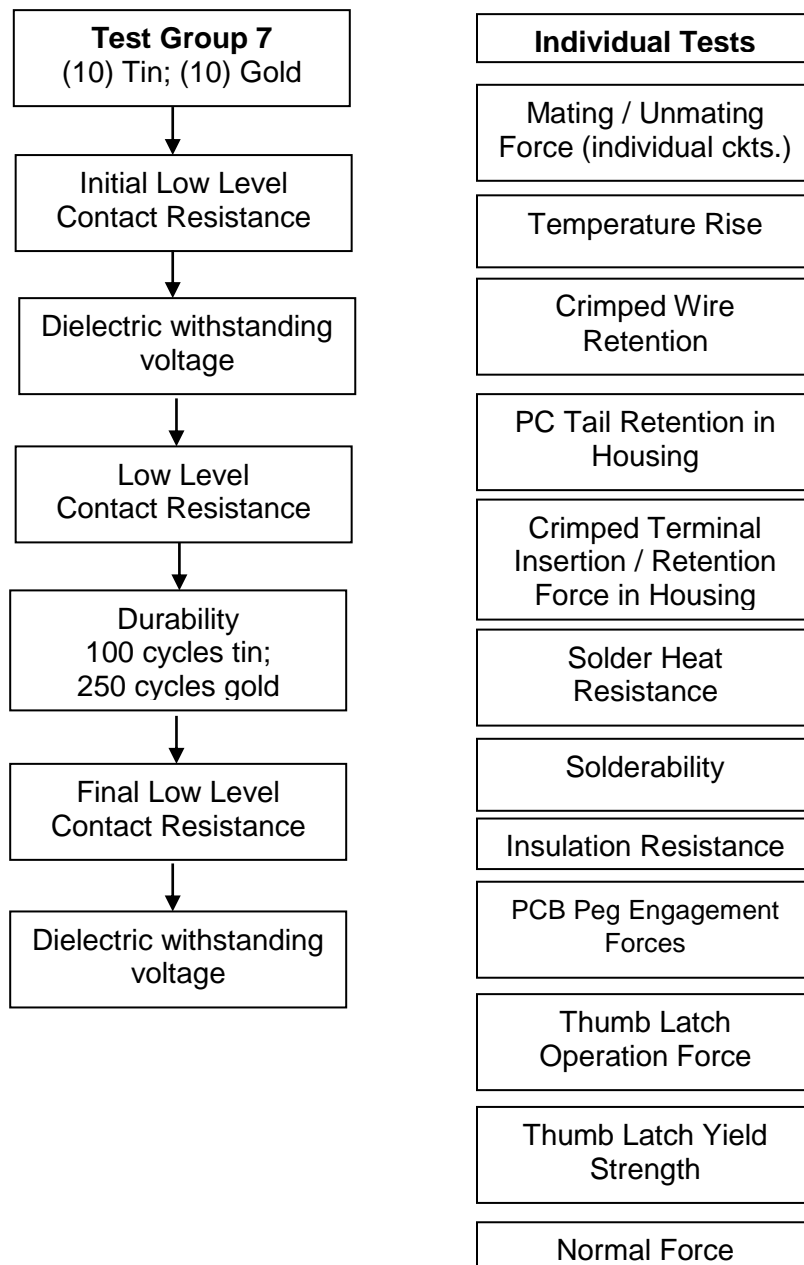 Test Group 7
(10) Tin; (10) Gold
Initial Low Level
Contact Resistance
Dielectric withstanding
voltage
Low Level
Contact Resistance
Durability
100 cycles tin;
250 cycles gold
Final Low Level
Contact Resistance
Dielectric withstanding
voltage
Individual Tests
Mating / Unmating
Force (individual ckts.)
Temperature Rise
Crimped Wire
Retention
PC Tail Retention in
Housing
Crimped Terminal
Insertion / Retention
Force in Housing
Solder Heat
Resistance
Solderability
Insulation Resistance
PCB Peg Engagement
Forces
Thumb Latch
Operation Force
Thumb Latch Yield
Strength
Normal Force